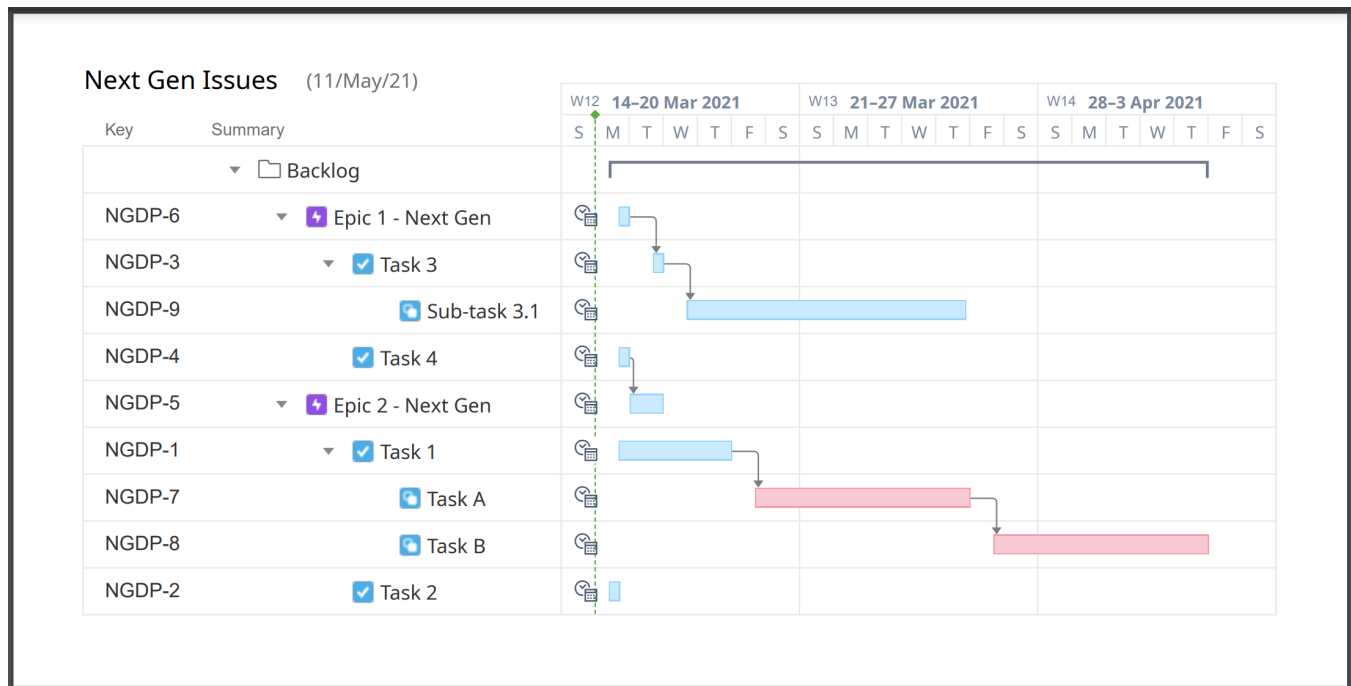 Next Gen Issues (11/May/21)
W12 14–20 Mar 2021 W13 21–27 Mar 2021 W14 28–3 Apr 2021
Key Summary S M T W T F S S M T W T F S S M T W T F S
Backlog
NGDP-6 Epic 1 - Next Gen
NGDP-3 Task 3
NGDP-9 Sub-task 3.1
NGDP-4 Task 4
NGDP-5 Epic 2 - Next Gen
NGDP-1 Task 1
NGDP-7 Task A
NGDP-8 Task B
NGDP-2 Task 2